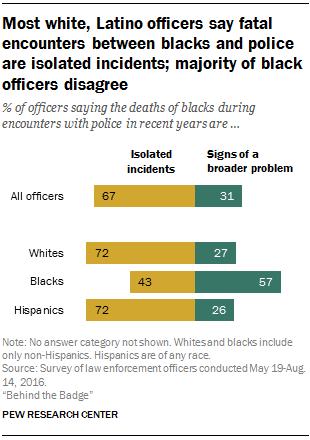 Most white, Latino officers say fatal
encounters between blacks and police
are isolated incidents; majority of black
officers disagree
% of officers saying the deaths of blacks during
encounters with police in recent years are ...
Isolated incidents
Signs of a broader problem
All officers 67 31
Whites 72 27
Blacks 43 57
Hispanics 72 26
Note: No answer category not shown. Whites and blacks include
only non-Hispanics. Hispanics are of any race.
Source: Survey of law enforcement officers conducted May 19-Aug.
14, 2016.
“Behind the Badge”
PEW RESEARCH CENTER